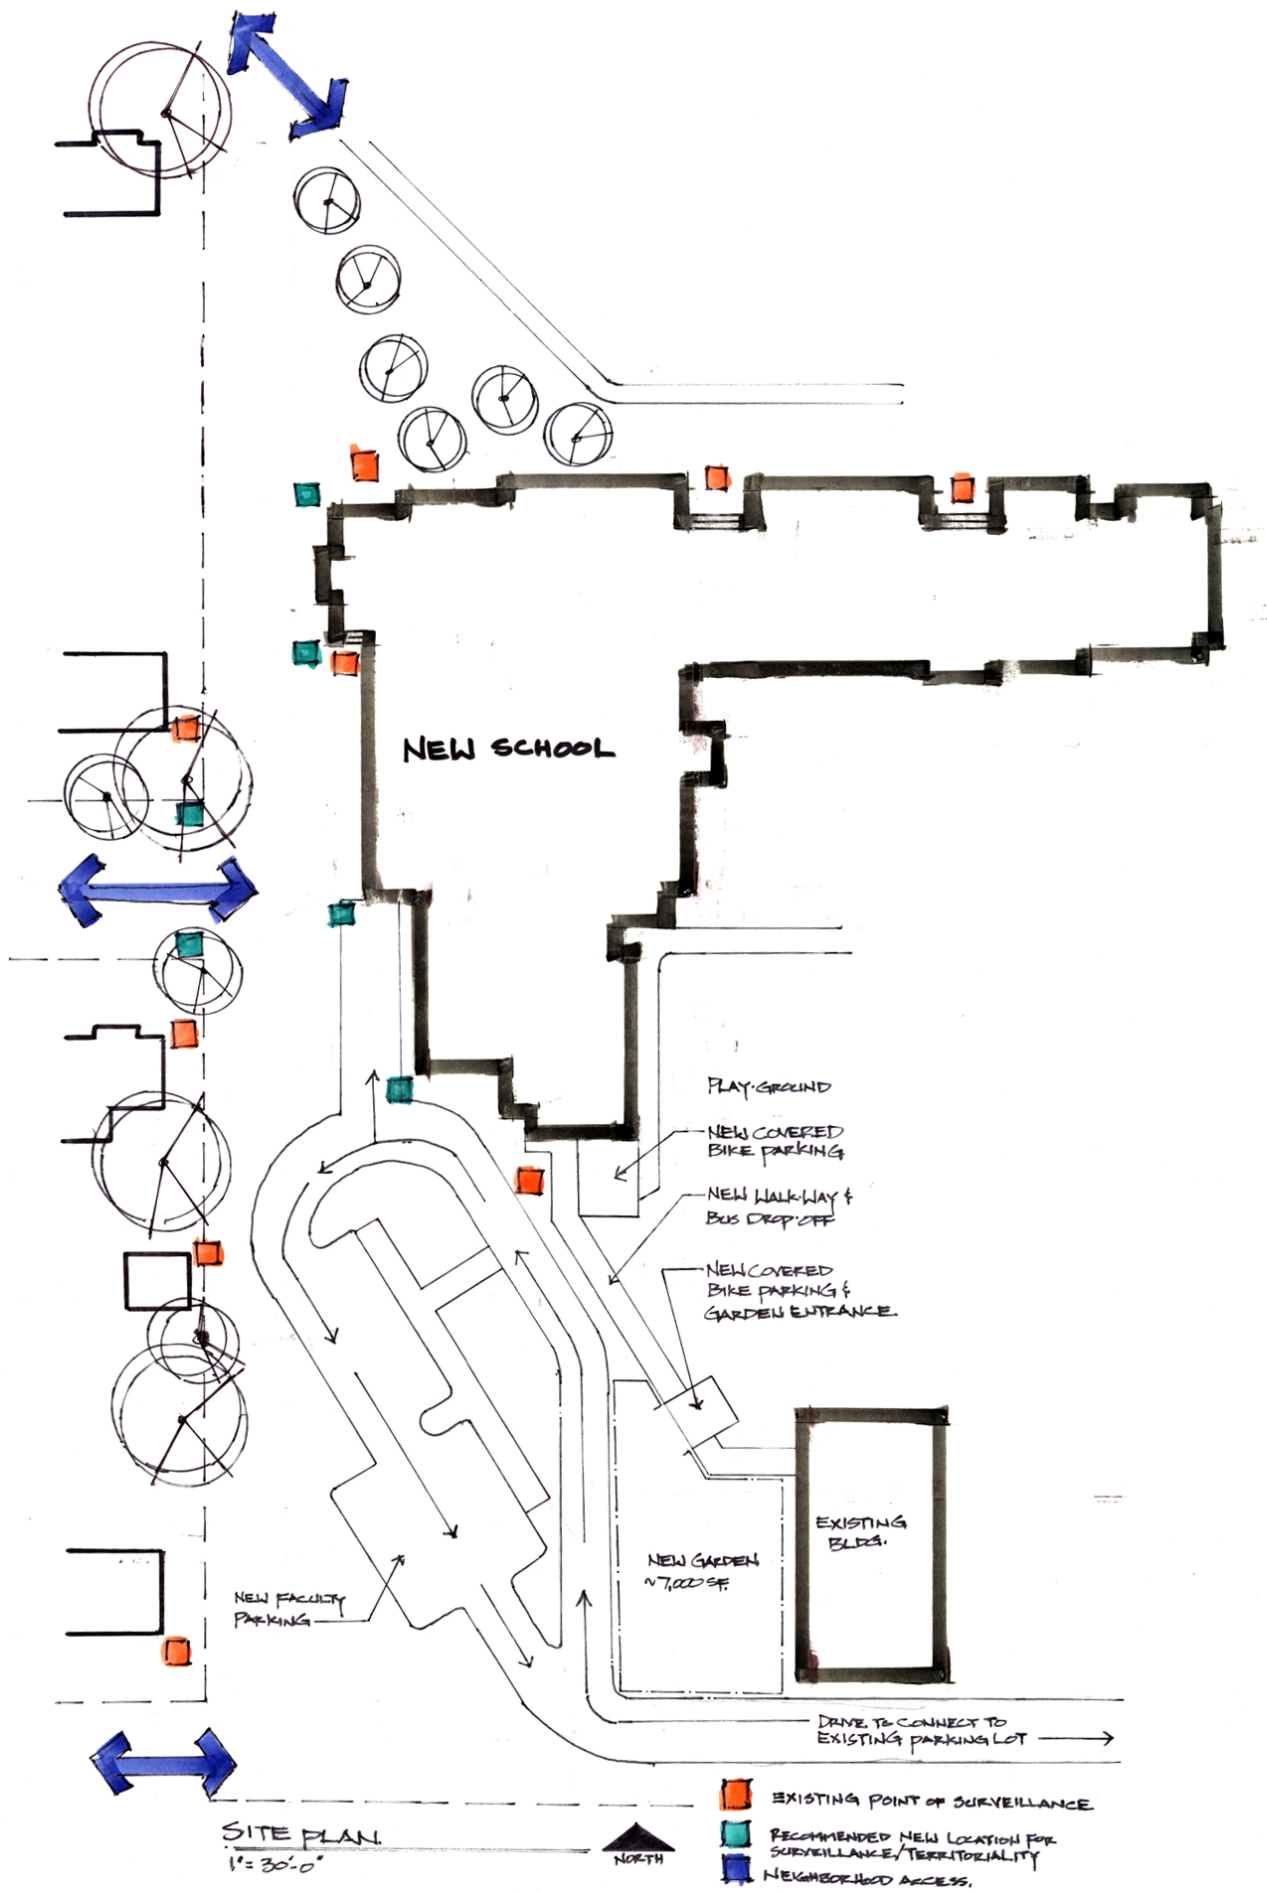 NEW SCHOOL
PLAY-GROUND
NEW COVERED
BIKE PARKING
NEW WALK-WAY &
BUS DROP-OFF
NEW COVERED
BIKE PARKING &
GARDEN ENTRANCE
EXISTING
BLDG.
NEW GARDEN
~7,000 SF.
NEW FACULTY
PARKING
DRIVE TO CONNECT TO
EXISTING PARKING LOT
EXISTING POINT OF SURVEILLANCE
RECOMMENDED NEW LOCATION FOR
SURVEILLANCE/TERRITORIALITY
NEIGHBORHOOD ACCESS.
SITE PLAN.
1"=30'-0"
NORTH